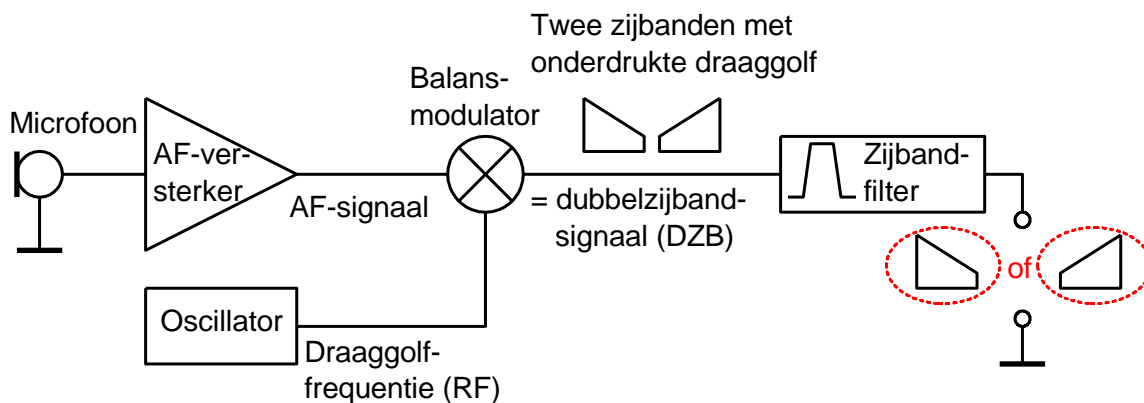 Microfoon
AF-ver-
sterker
AF-signaal
Balans-
modulator
Twee zijbanden met
onderdrukte draaggolf
= dubbelzijband-
signaal (DZB)
Zijband-
filter
of
Oscillator
Draaggolf-
frequentie (RF)